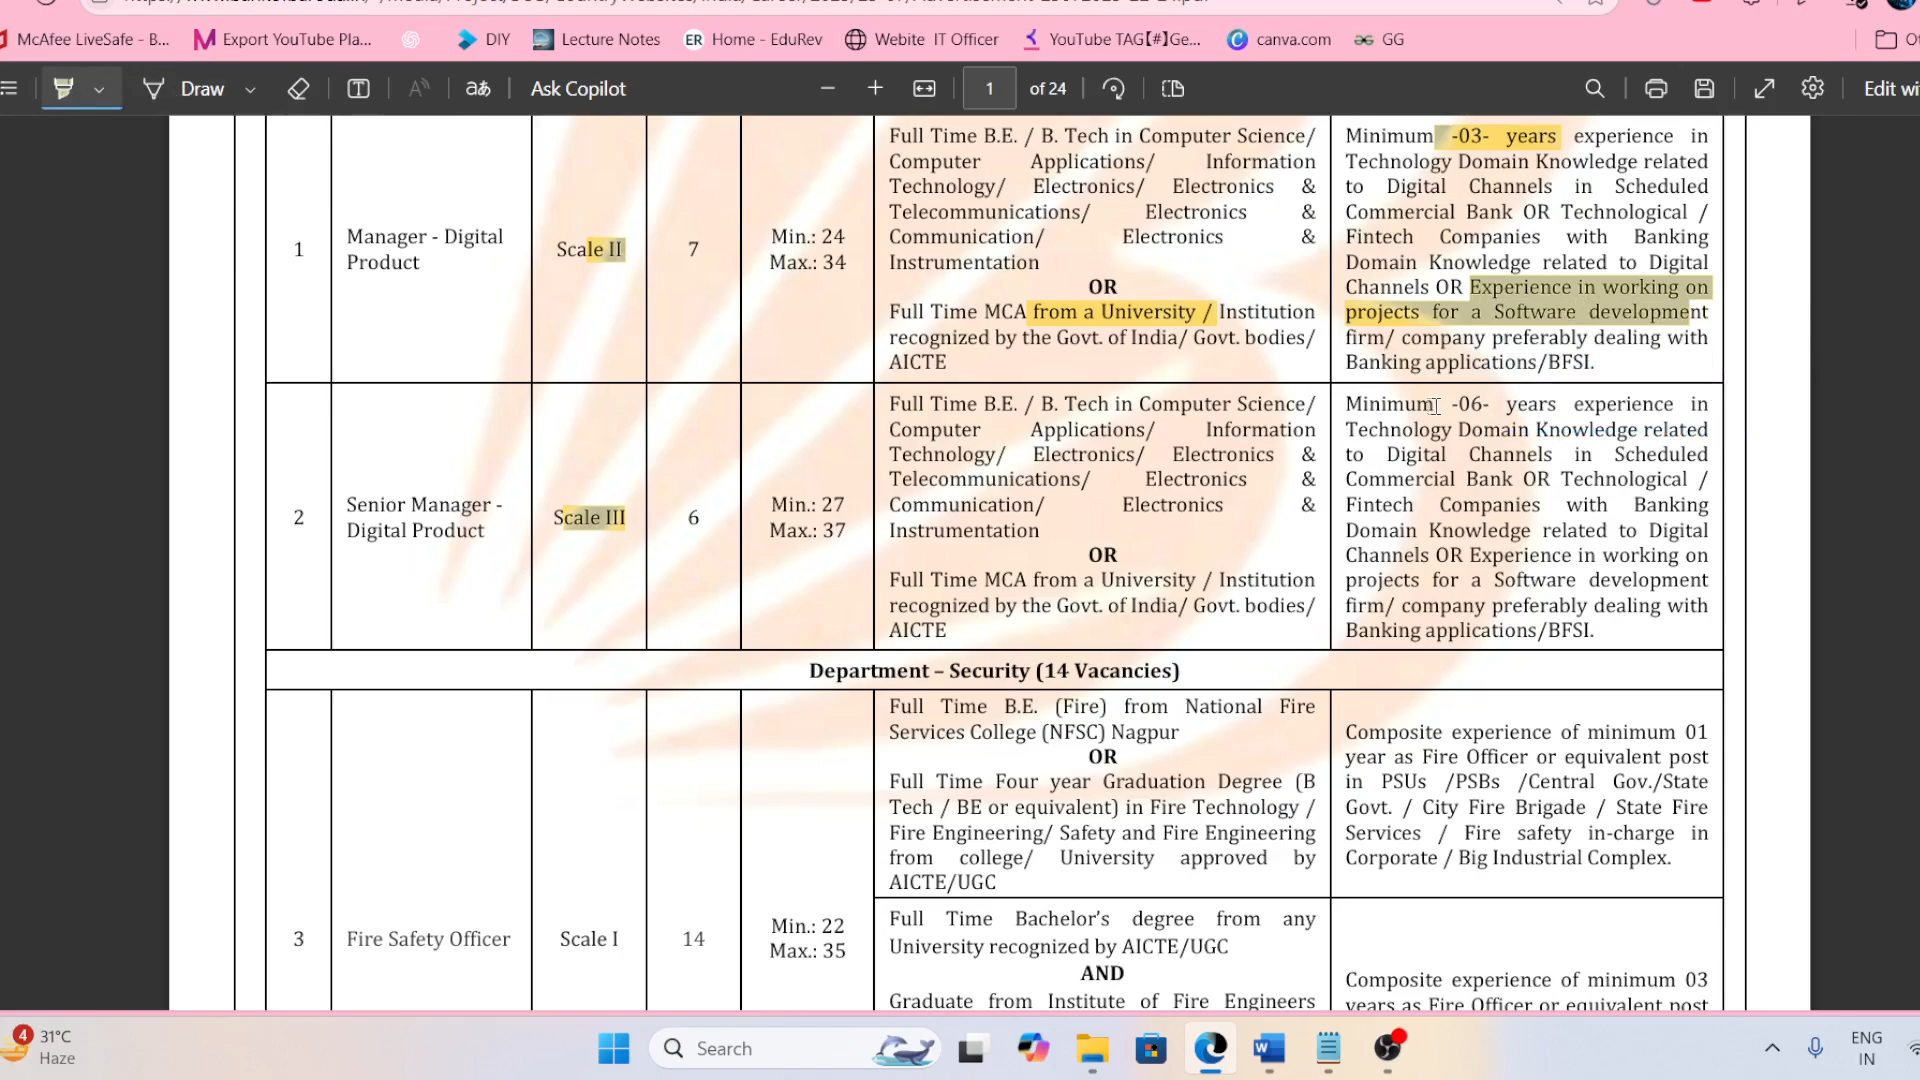 McAfee LiveSafe - B...
Export YouTube Pla...
DIY
Lecture Notes
ER Home - EduRev
Webite IT Officer
YouTube TAG【#】Ge...
canva.com
GG
Draw
aあ
Ask Copilot
1 of 24
Edit wi
1
Manager - Digital
Product
Scale II
7
Min.: 24
Max.: 34
Full Time B.E. / B. Tech in Computer Science/
Computer Applications/ Information
Technology/ Electronics/ Electronics &
Telecommunications/ Electronics &
Communication/ Electronics &
Instrumentation
OR
Full Time MCA from a University / Institution
recognized by the Govt. of India/ Govt. bodies/
AICTE
Minimum -03- years experience in
Technology Domain Knowledge related
to Digital Channels in Scheduled
Commercial Bank OR Technological /
Fintech Companies with Banking
Domain Knowledge related to Digital
Channels OR Experience in working on
projects for a Software development
firm/ company preferably dealing with
Banking applications/BFSI.
2
Senior Manager -
Digital Product
Scale III
6
Min.: 27
Max.: 37
Full Time B.E. / B. Tech in Computer Science/
Computer Applications/ Information
Technology/ Electronics/ Electronics &
Telecommunications/ Electronics &
Communication/ Electronics &
Instrumentation
OR
Full Time MCA from a University / Institution
recognized by the Govt. of India/ Govt. bodies/
AICTE
Minimum -06- years experience in
Technology Domain Knowledge related
to Digital Channels in Scheduled
Commercial Bank OR Technological /
Fintech Companies with Banking
Domain Knowledge related to Digital
Channels OR Experience in working on
projects for a Software development
firm/ company preferably dealing with
Banking applications/BFSI.
Department – Security (14 Vacancies)
3
Fire Safety Officer
Scale I
14
Min.: 22
Max.: 35
Full Time B.E. (Fire) from National Fire
Services College (NFSC) Nagpur
OR
Full Time Four year Graduation Degree (B
Tech / BE or equivalent) in Fire Technology /
Fire Engineering/ Safety and Fire Engineering
from college/ University approved by
AICTE/UGC
Composite experience of minimum 01
year as Fire Officer or equivalent post
in PSUs /PSBs /Central Gov./State
Govt. / City Fire Brigade / State Fire
Services / Fire safety in-charge in
Corporate / Big Industrial Complex.
Full Time Bachelor’s degree from any
University recognized by AICTE/UGC
AND
Graduate from Institute of Fire Engineers
Composite experience of minimum 03
years as Fire Officer or equivalent post
4
31°C
Haze
Search
ENG
IN